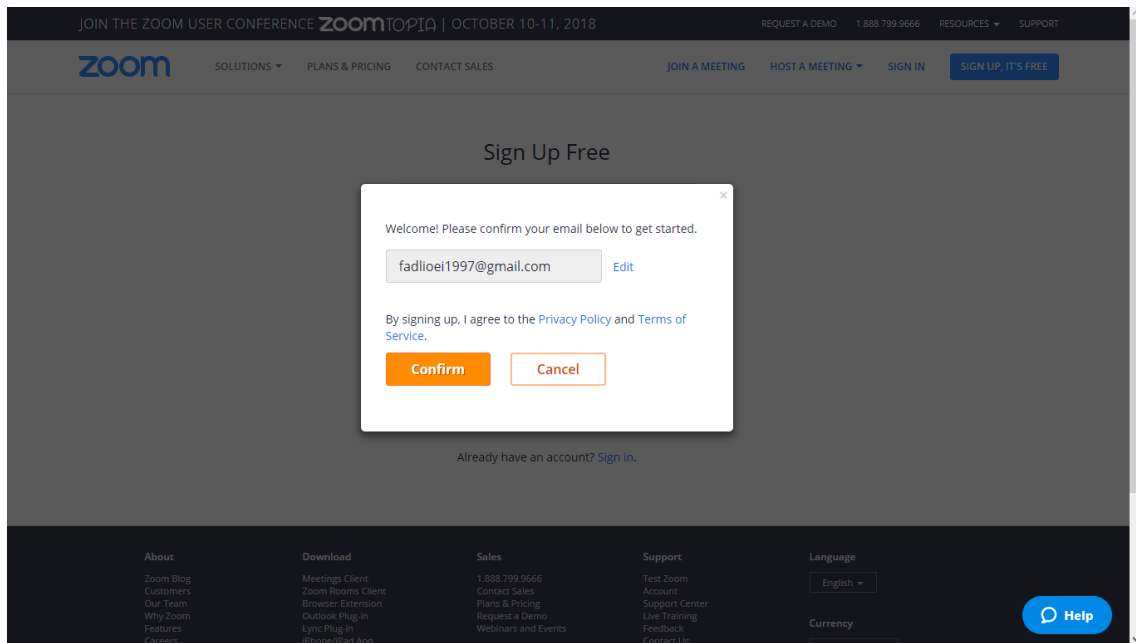 JOIN THE ZOOM USER CONFERENCE ZOOMTOPIA | OCTOBER 10-11, 2018
REQUEST A DEMO 1.888.799.9666 RESOURCES SUPPORT
zoom SOLUTIONS PLANS & PRICING CONTACT SALES JOIN A MEETING HOST A MEETING SIGN IN SIGN UP, IT'S FREE
Sign Up Free
×
Welcome! Please confirm your email below to get started.
fadlioei1997@gmail.com Edit
By signing up, I agree to the Privacy Policy and Terms of
Service.
Confirm Cancel
Already have an account? Sign in.
About
Zoom Blog
Customers
Our Team
Why Zoom
Features
Careers
Download
Meetings Client
Zoom Rooms Client
Browser Extension
Outlook Plug-in
Lync Plug-in
iPhone/iPad App
Sales
1.888.799.9666
Contact Sales
Plans & Pricing
Request a Demo
Webinars and Events
Support
Test Zoom
Account
Support Center
Live Training
Feedback
Contact Us
Language
English
Currency
Help